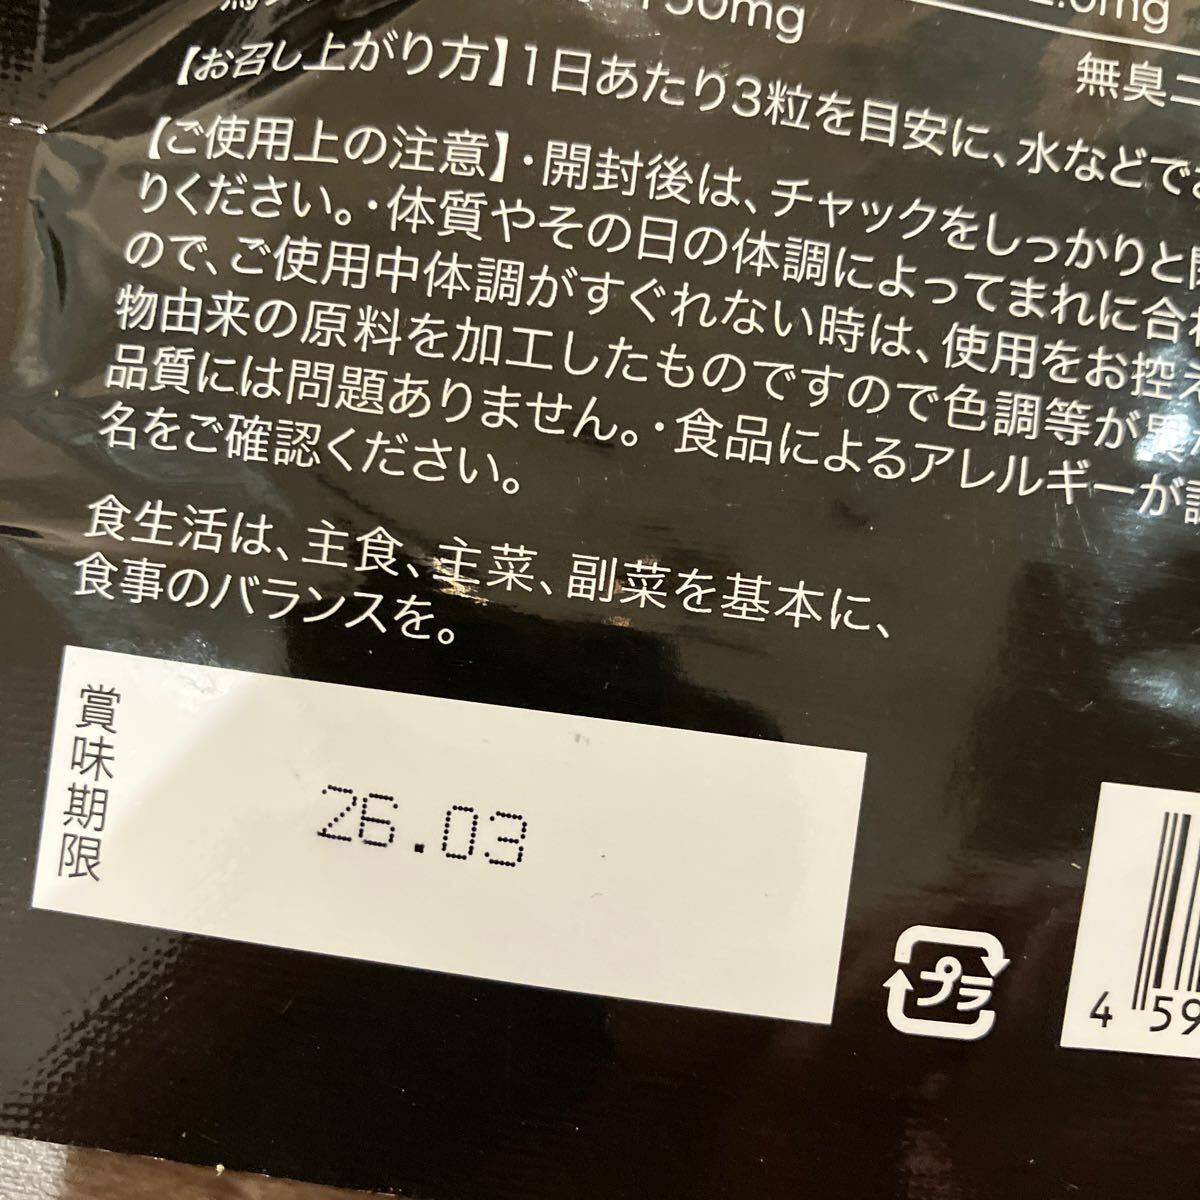 150mg
【お召し上がり方】1日あたり3粒を目安に、水などで
無臭
【ご使用上の注意】・開封後は、チャックをしっかりと
りください。・体質やその日の体調によってまれに合
ので、ご使用中体調がすぐれない時は、使用をお控え
物由来の原料を加工したものですので色調等が異
品質には問題ありません。・食品によるアレルギーが
名をご確認ください。
食生活は、主食、主菜、副菜を基本に、
食事のバランスを。
賞味期限
26.03
プラ
4 59